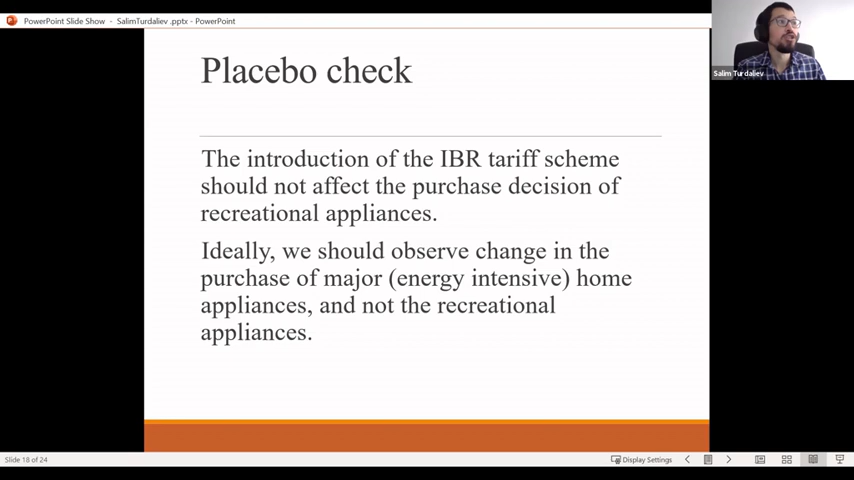 PowerPoint Slide Show - SalimTurdaliev .pptx - PowerPoint
Salim Turdaliev
Placebo check
The introduction of the IBR tariff scheme
should not affect the purchase decision of
recreational appliances.
Ideally, we should observe change in the
purchase of major (energy intensive) home
appliances, and not the recreational
appliances.
Slide 18 of 24
Display Settings